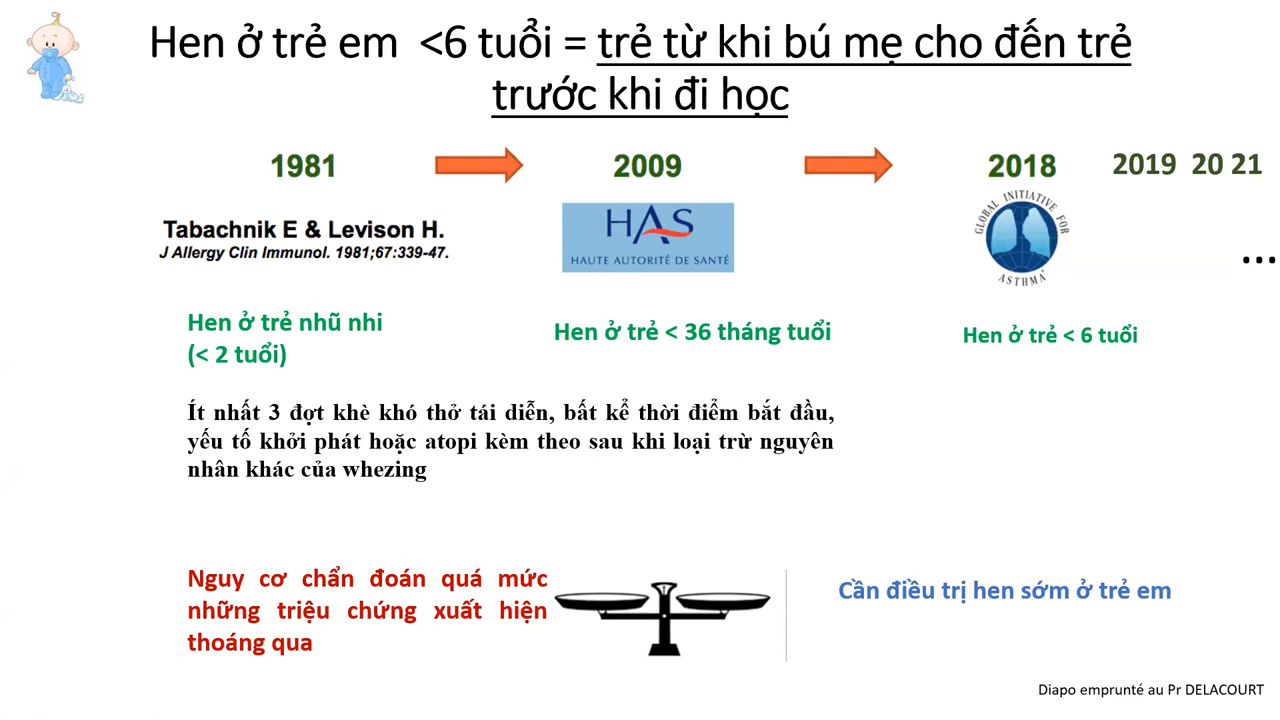 Hen ở trẻ em <6 tuổi = trẻ từ khi bú mẹ cho đến trẻ
trước khi đi học
1981
2009
2018
2019 20 21
Tabachnik E & Levison H.
J Allergy Clin Immunol. 1981;67:339-47.
HAS
HAUTE AUTORITÉ DE SANTÉ
GLOBAL INITIATIVE FOR
ASTHMA
...
Hen ở trẻ nhũ nhi
(< 2 tuổi)
Hen ở trẻ < 36 tháng tuổi
Hen ở trẻ < 6 tuổi
Ít nhất 3 đợt khè khó thở tái diễn, bất kể thời điểm bắt đầu,
yếu tố khởi phát hoặc atopi kèm theo sau khi loại trừ nguyên
nhân khác của whezing
Nguy cơ chẩn đoán quá mức
những triệu chứng xuất hiện
thoáng qua
Cần điều trị hen sớm ở trẻ em
Diapo emprunté au Pr DELACOURT